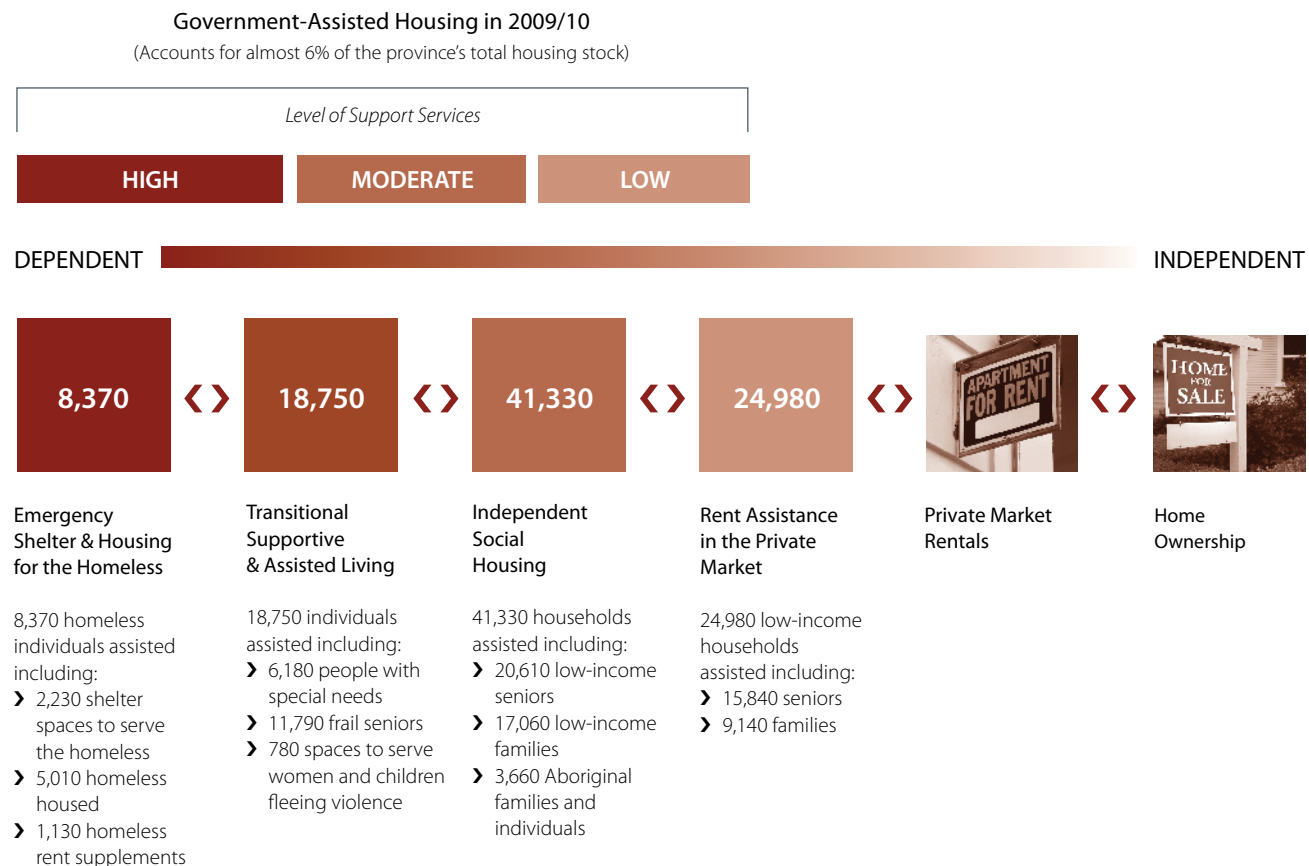 Government-Assisted Housing in 2009/10
(Accounts for almost 6% of the province's total housing stock)
Level of Support Services
HIGH
MODERATE
LOW
DEPENDENT
INDEPENDENT
8,370
18,750
41,330
24,980
APARTMENT
FOR RENT
HOME
FOR
SALE
Emergency
Shelter & Housing
for the Homeless
8,370 homeless
individuals assisted
including:
› 2,230 shelter
spaces to serve
the homeless
› 5,010 homeless
housed
› 1,130 homeless
rent supplements
Transitional
Supportive
& Assisted Living
18,750 individuals
assisted including:
› 6,180 people with
special needs
› 11,790 frail seniors
› 780 spaces to serve
women and children
fleeing violence
Independent
Social
Housing
41,330 households
assisted including:
› 20,610 low-income
seniors
› 17,060 low-income
families
› 3,660 Aboriginal
families and
individuals
Rent Assistance
in the Private
Market
24,980 low-income
households
assisted including:
› 15,840 seniors
› 9,140 families
Private Market
Rentals
Home
Ownership